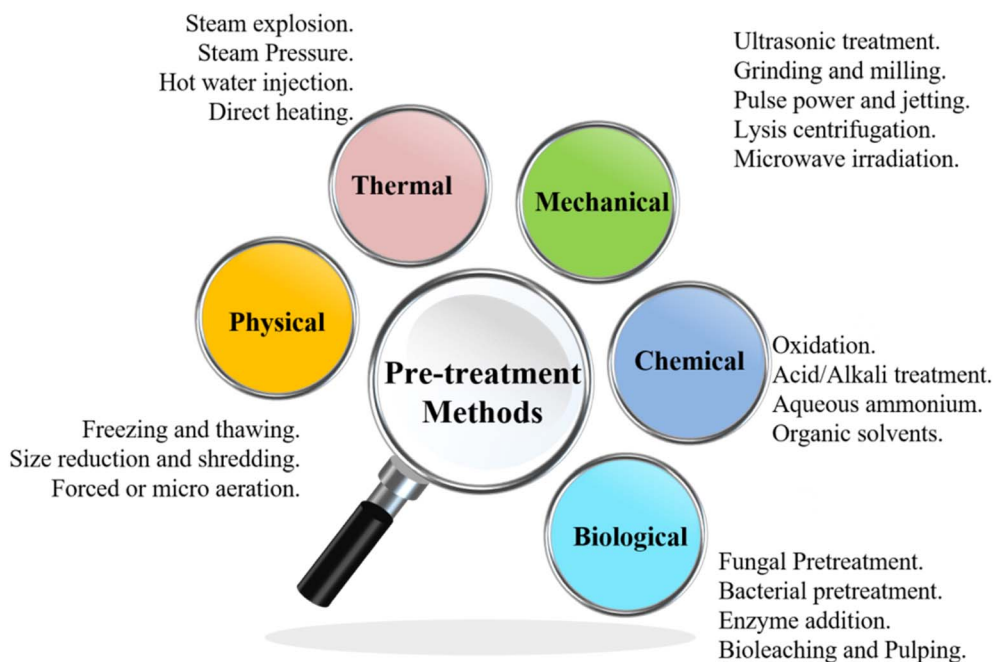 Steam explosion.
Steam Pressure.
Hot water injection.
Direct heating.
Ultrasonic treatment.
Grinding and milling.
Pulse power and jetting.
Lysis centrifugation.
Microwave irradiation.
Thermal
Mechanical
Physical
Chemical
Pre-treatment
Methods
Oxidation.
Acid/Alkali treatment.
Aqueous ammonium.
Organic solvents.
Freezing and thawing.
Size reduction and shredding.
Forced or micro aeration.
Biological
Fungal Pretreatment.
Bacterial pretreatment.
Enzyme addition.
Bioleaching and Pulping.